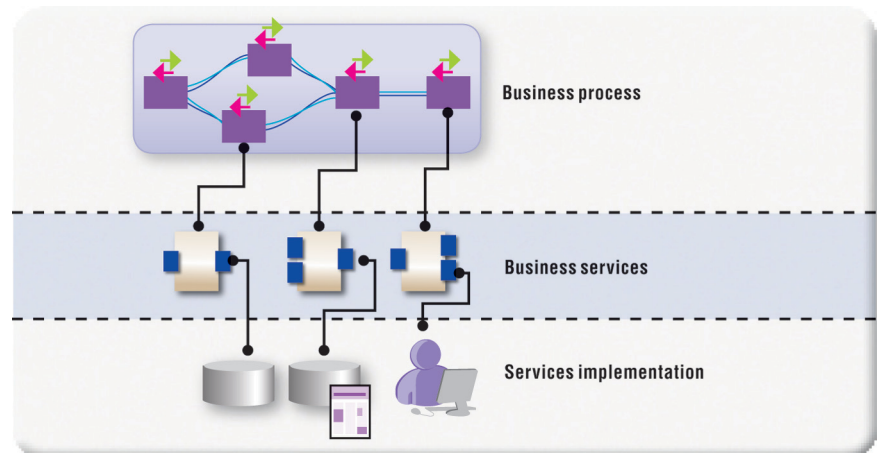 Business process
Business services
Services implementation